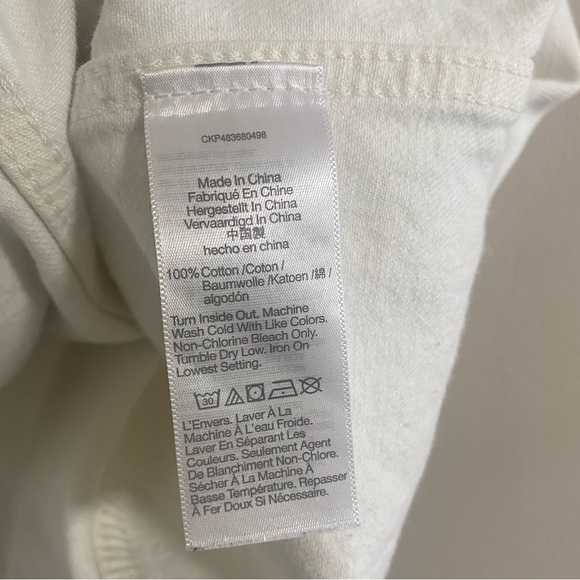 CKP483680498
Made In China
Fabriqué En Chine
Hergestellt In China
Vervaardigd In China
中国製
hecho en china
100% Cotton /Coton /
Baumwolle /Katoen /綿 /
algodón
Turn Inside Out. Machine
Wash Cold With Like Colors.
Non-Chlorine Bleach Only.
Tumble Dry Low. Iron On
Lowest Setting.
30
L'Envers. Laver À La
Machine À L'eau Froide.
Laver En Séparant Les
Couleurs. Seulement Agent
De Blanchiment Non-Chlore.
Sécher À La Machine À
Basse Température. Repasser
À Fer Doux Si Nécessaire.